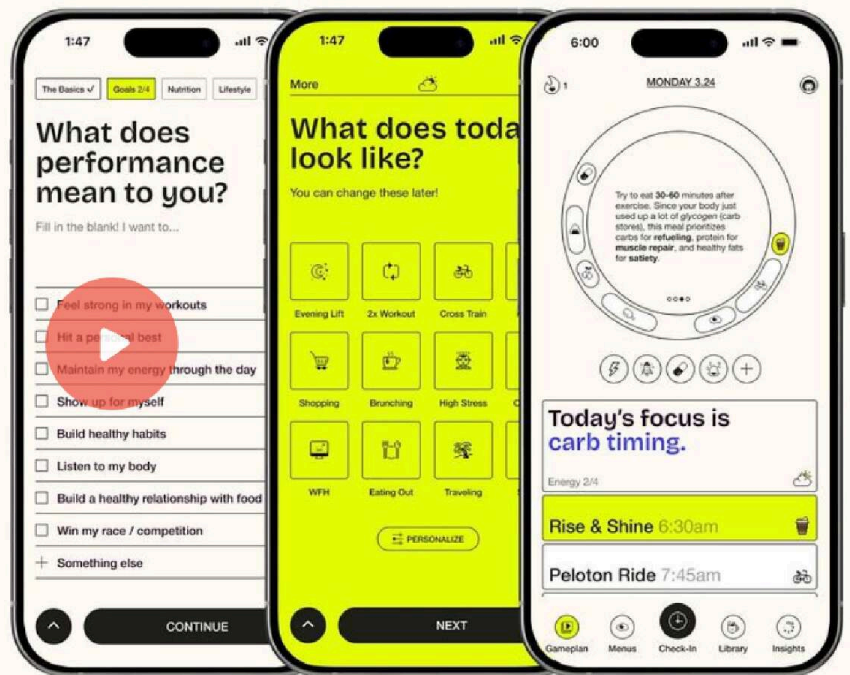 1:47
The Basics √
Goals 2/4
Nutrition
Lifestyle
What does
performance
mean to you?
Fill in the blank! I want to...
Feel strong in my workouts
Hit a personal best
Maintain my energy through the day
Show up for myself
Build healthy habits
Listen to my body
Build a healthy relationship with food
Win my race / competition
Something else
CONTINUE
1:47
More
What does toda
look like?
You can change these later!
Evening Lift
2x Workout
Cross Train
Shopping
Brunching
High Stress
WFH
Eating Out
Traveling
PERSONALIZE
NEXT
6:00
1
MONDAY 3.24
Try to eat 30-60 minutes after
exercise. Since your body just
used up a lot of glycogen (carb
stores), this meal prioritizes
carbs for refueling, protein for
muscle repair, and healthy fats
for satiety.
Today's focus is
carb timing.
Energy 2/4
Rise & Shine 6:30am
Peloton Ride 7:45am
Gameplan
Menus
Check-In
Library
Insights